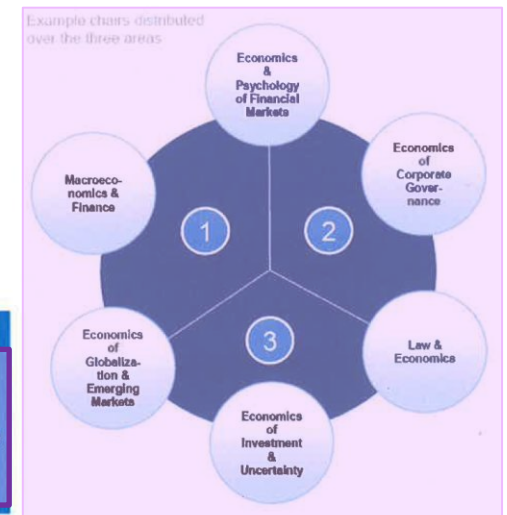 Example chairs distributed
over the three areas
Economics
&
Psychology
of Financial
Markets
Economics
of
Corporate
Gover-
nance
Macroeco-
nomics &
Finance
1
2
3
Economics
of
Globaliza-
tion &
Emerging
Markets
Law &
Economics
Economics
of
Investment
&
Uncertainty